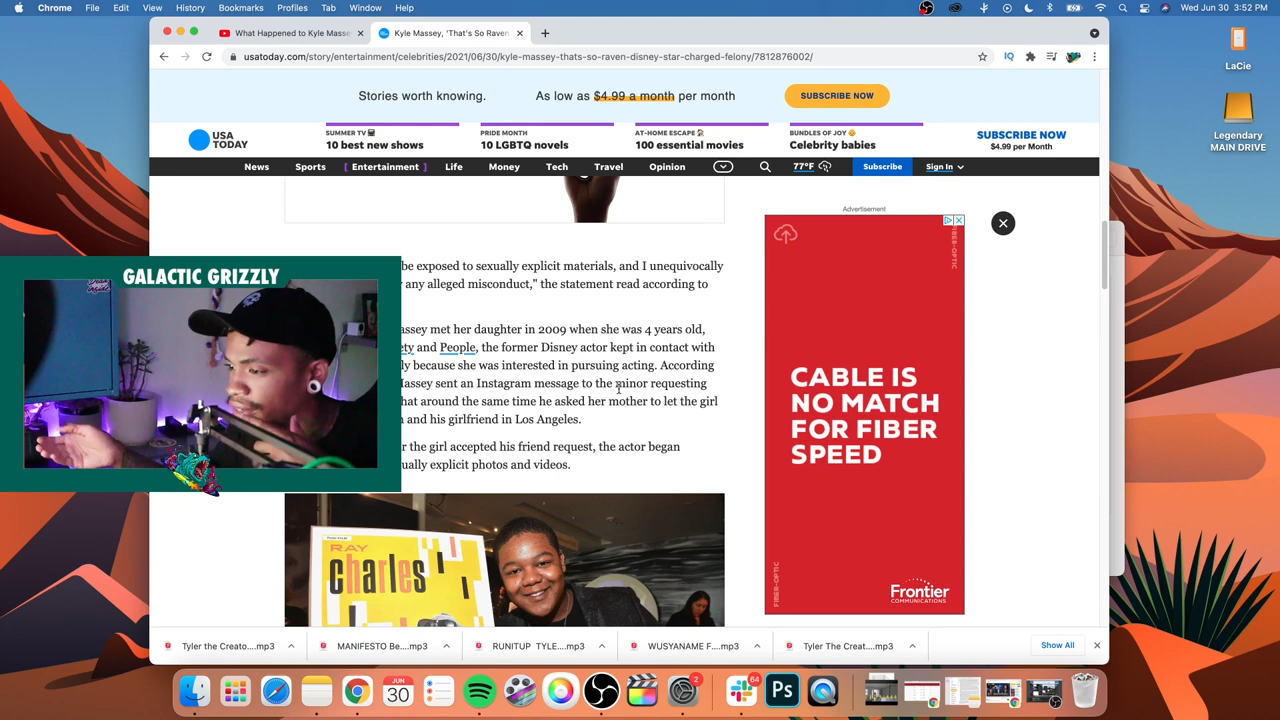 Chrome File Edit View History Bookmarks Profiles Tab Window Help
Wed Jun 30 3:52 PM
What Happened to Kyle Masse
Kyle Massey, 'That's So Raven
usatoday.com/story/entertainment/celebrities/2021/06/30/kyle-massey-thats-so-raven-disney-star-charged-felony/7812876002/
IQ
LaCie
Legendary
MAIN DRIVE
Stories worth knowing. As low as $4.99 a month per month SUBSCRIBE NOW
USA
TODAY
SUMMER TV
10 best new shows
PRIDE MONTH
10 LGBTQ novels
AT-HOME ESCAPE
100 essential movies
BUNDLES OF JOY
Celebrity babies
SUBSCRIBE NOW
$4.99 per Month
News Sports [ Entertainment ] Life Money Tech Travel Opinion 77°F Subscribe Sign In
Advertisement
be exposed to sexually explicit materials, and I unequivocally
any alleged misconduct," the statement read according to
assey met her daughter in 2009 when she was 4 years old,
ety and People, the former Disney actor kept in contact with
ly because she was interested in pursuing acting. According
Massey sent an Instagram message to the minor requesting
hat around the same time he asked her mother to let the girl
and his girlfriend in Los Angeles.
r the girl accepted his friend request, the actor began
ually explicit photos and videos.
GALACTIC GRIZZLY
RAY
charles
FIBER-OPTIC
CABLE IS
NO MATCH
FOR FIBER
SPEED
FIBER-OPTIC
Frontier
COMMUNICATIONS
Tyler the Creato....mp3
MANIFESTO Be....mp3
RUNITUP TYLE....mp3
WUSYANAME F....mp3
Tyler The Creat....mp3
Show All
JUN
30
2
64
Ps